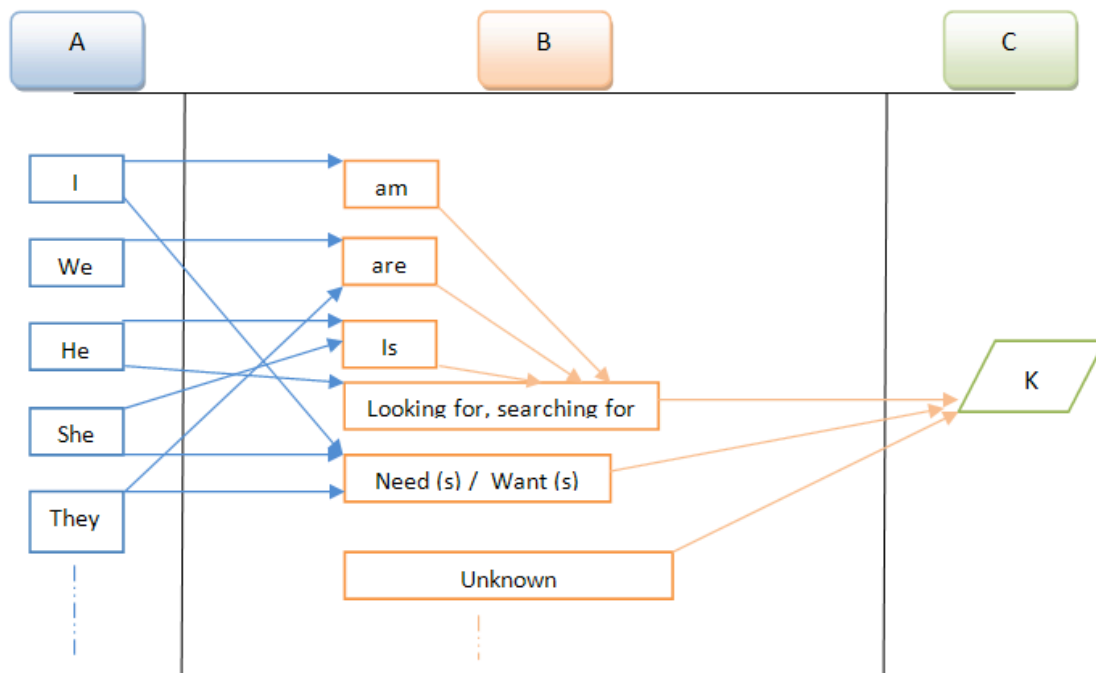 A
B
C
I
am
We
are
He
Is
K
Looking for, searching for
She
Need (s) / Want (s)
They
Unknown